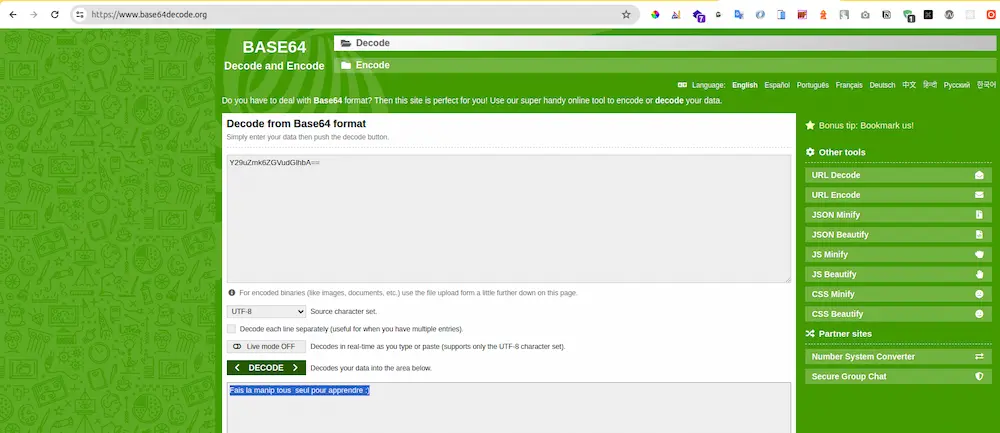 https://www.base64decode.org
7
1
BASE64
Decode and Encode
Decode
Encode
Language: English Español Português Français Deutsch 中文 हिन्दी Русский 한국어
Do you have to deal with Base64 format? Then this site is perfect for you! Use our super handy online tool to encode or decode your data.
Decode from Base64 format
Simply enter your data then push the decode button.
Y29uZmk6ZGVudGlhbA==
For encoded binaries (like images, documents, etc.) use the file upload form a little further down on this page.
UTF-8 Source character set.
Decode each line separately (useful for when you have multiple entries).
Live mode OFF Decodes in real-time as you type or paste (supports only the UTF-8 character set).
DECODE Decodes your data into the area below.
Fais la manip tous  seul pour apprendre :)
Bonus tip: Bookmark us!
Other tools
URL Decode
URL Encode
JSON Minify
JSON Beautify
JS Minify
JS Beautify
CSS Minify
CSS Beautify
Partner sites
Number System Converter
Secure Group Chat